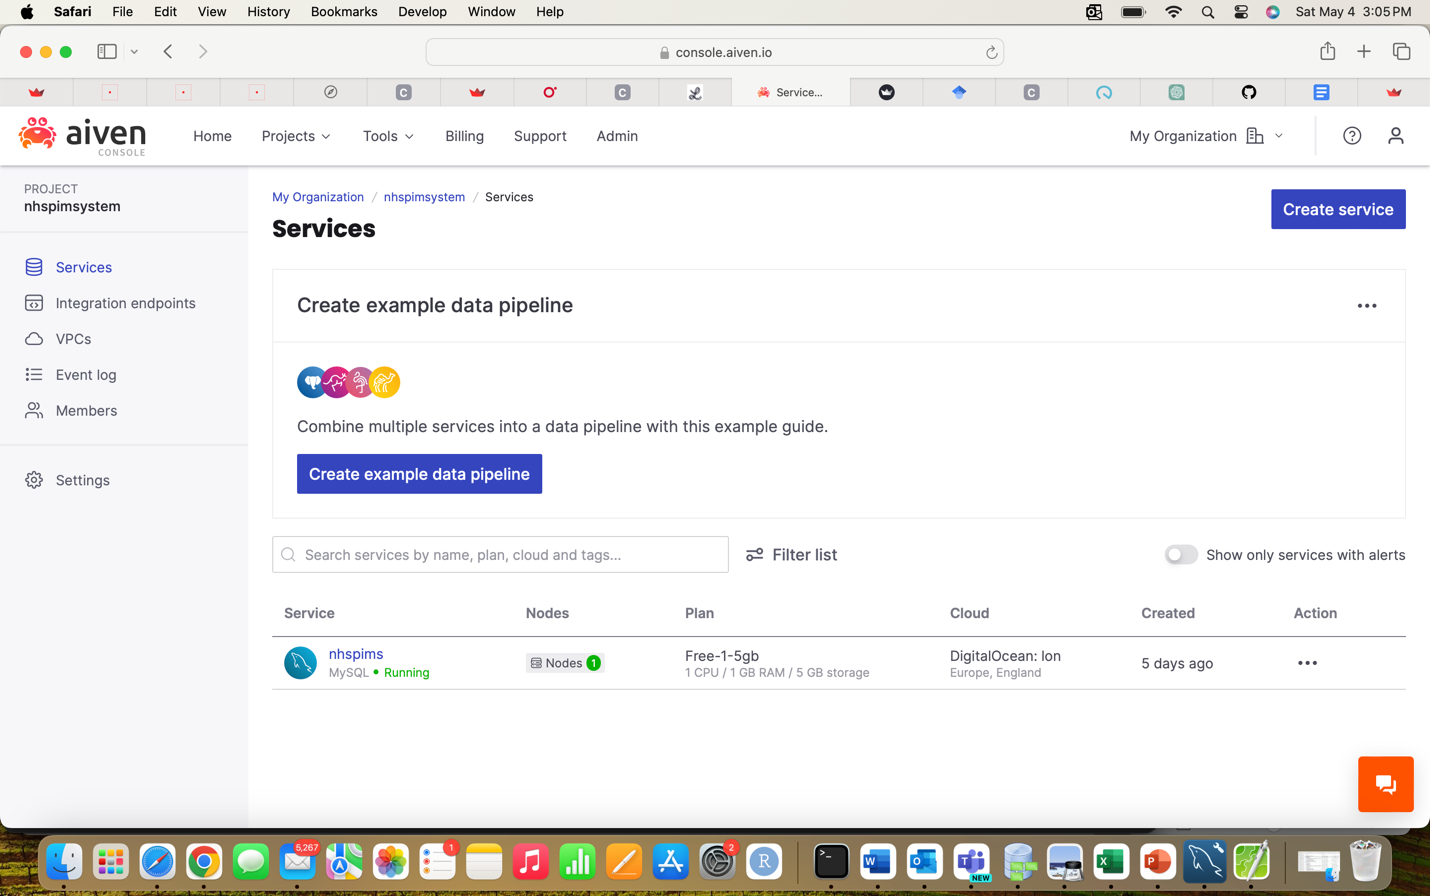 Safari File Edit View History Bookmarks Develop Window Help Sat May 4 3:05 PM
console.aiven.io
C C C Service...
aiven
CONSOLE
Home Projects Tools Billing Support Admin My Organization
PROJECT
nhspimsystem
Services
Integration endpoints
VPCs
Event log
Members
Settings
My Organization / nhspimsystem / Services
Services
Create service
Create example data pipeline
Combine multiple services into a data pipeline with this example guide.
Create example data pipeline
Search services by name, plan, cloud and tags...
Filter list
Show only services with alerts
Service Nodes Plan Cloud Created Action
nhspims
MySQL • Running
Nodes 1
Free-1-5gb
1 CPU / 1 GB RAM / 5 GB storage
DigitalOcean: lon
Europe, England
5 days ago
5,267 1 2 R >_ W O T NEW X P